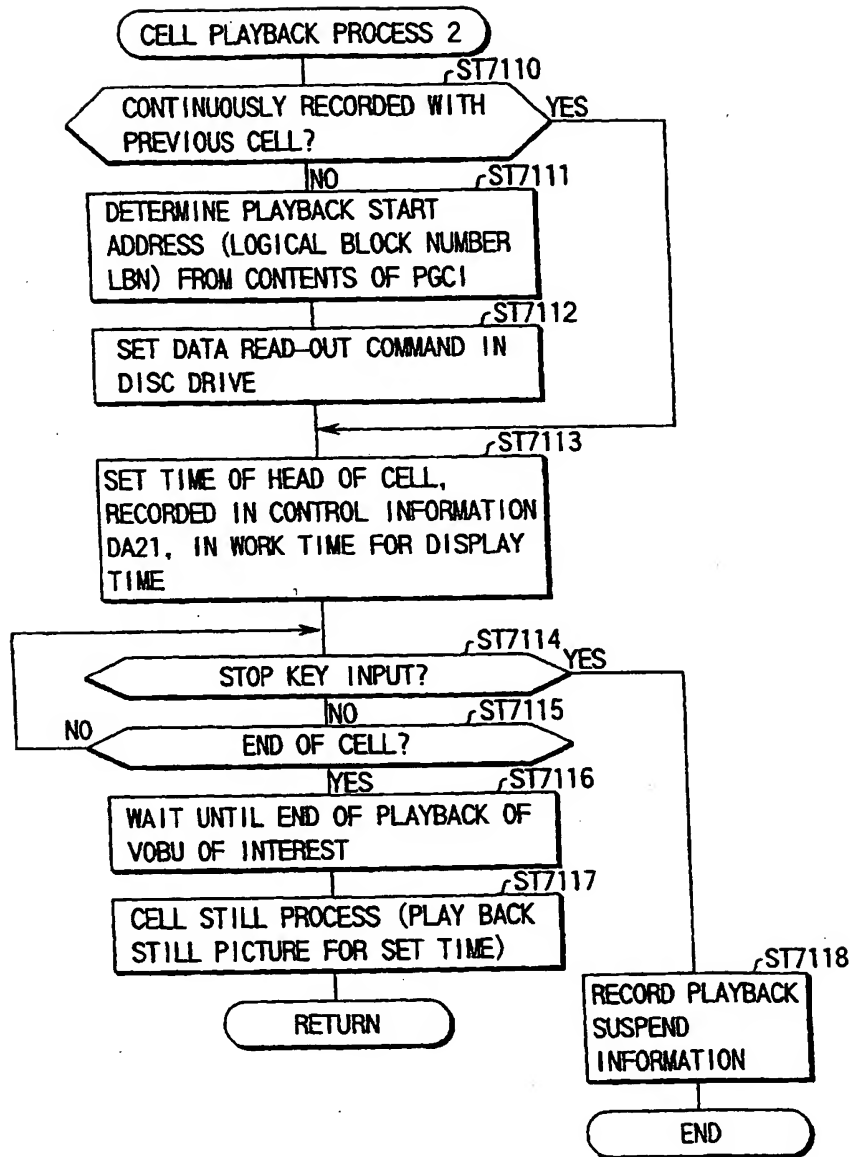 CELL PLAYBACK PROCESS 2
ST7110
CONTINUOUSLY RECORDED WITH
PREVIOUS CELL?
YES
NO
ST7111
DETERMINE PLAYBACK START
ADDRESS (LOGICAL BLOCK NUMBER
LBN) FROM CONTENTS OF PGCI
ST7112
SET DATA READ-OUT COMMAND IN
DISC DRIVE
ST7113
SET TIME OF HEAD OF CELL,
RECORDED IN CONTROL INFORMATION
DA21, IN WORK TIME FOR DISPLAY
TIME
ST7114
STOP KEY INPUT?
YES
NO
ST7115
NO
END OF CELL?
YES
ST7116
WAIT UNTIL END OF PLAYBACK OF
VOBU OF INTEREST
ST7117
CELL STILL PROCESS (PLAY BACK
STILL PICTURE FOR SET TIME)
RETURN
ST7118
RECORD PLAYBACK
SUSPEND
INFORMATION
END